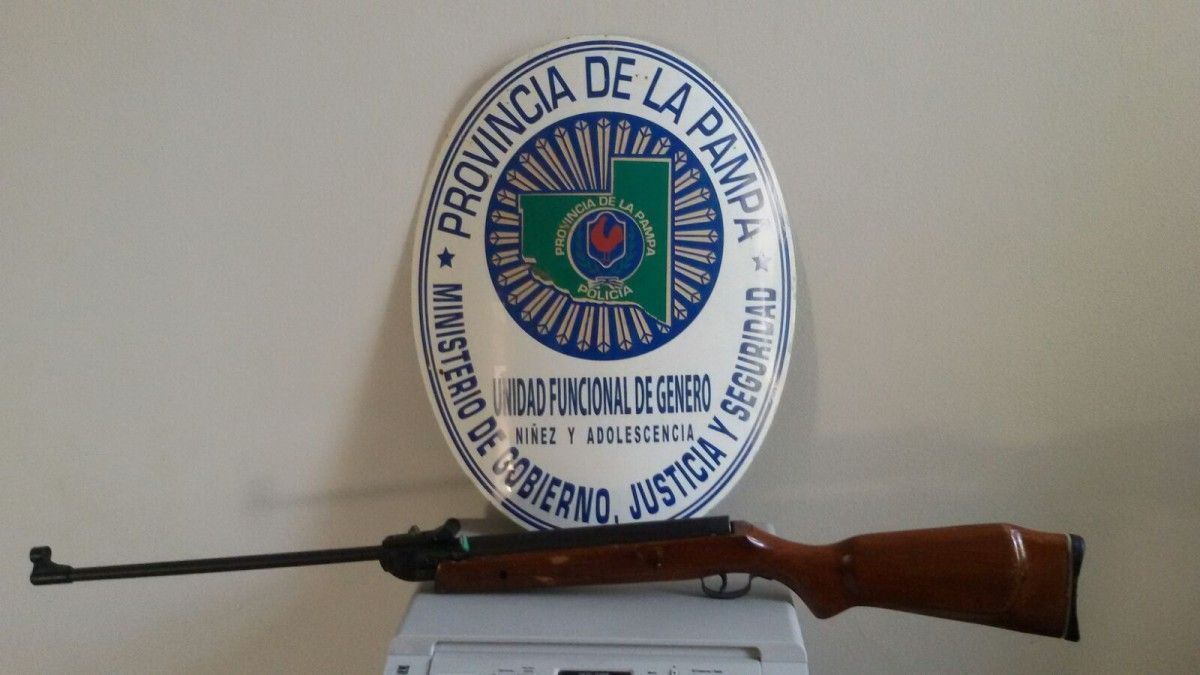 PROVINCIA DE LA PAMPA
PROVINCIA DE LA PAMPA
POLICIA
UNIDAD FUNCIONAL DE GENERO
NIÑEZ Y ADOLESCENCIA
MINISTERIO DE GOBIERNO, JUSTICIA Y SEGURIDAD